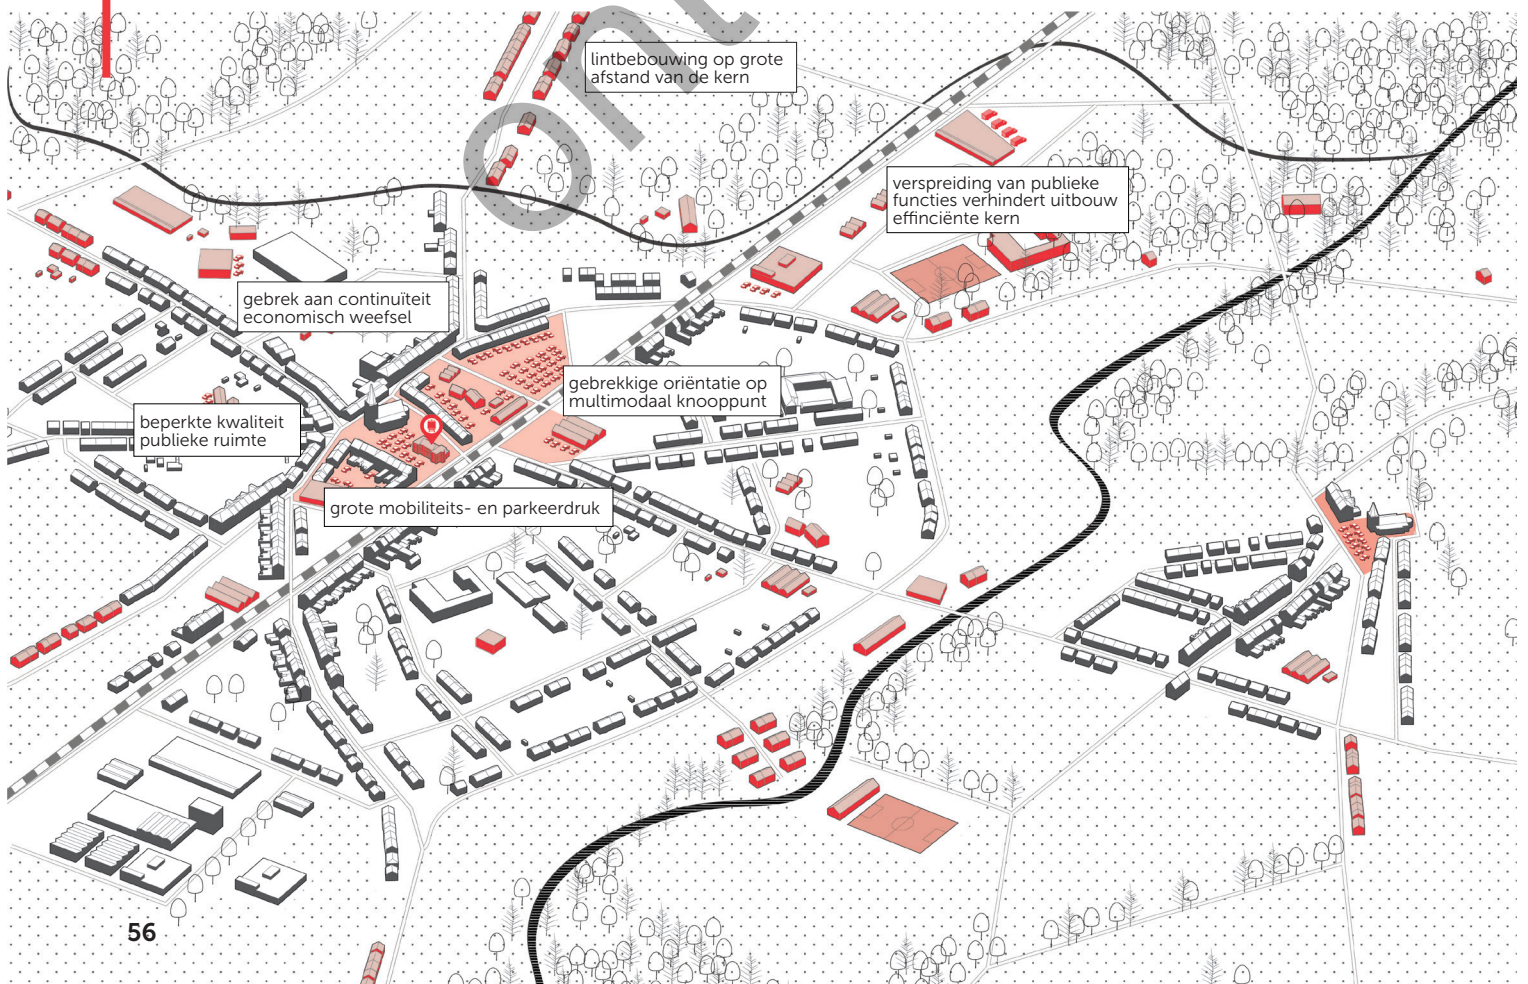 ont
lintbebouwing op grote
afstand van de kern
verspreiding van publieke
functies verhindert uitbouw
effinciënte kern
gebrek aan continuïteit
economisch weefsel
gebrekkige oriëntatie op
multimodaal knooppunt
beperkte kwaliteit
publieke ruimte
grote mobiliteits- en parkeerdruk
56